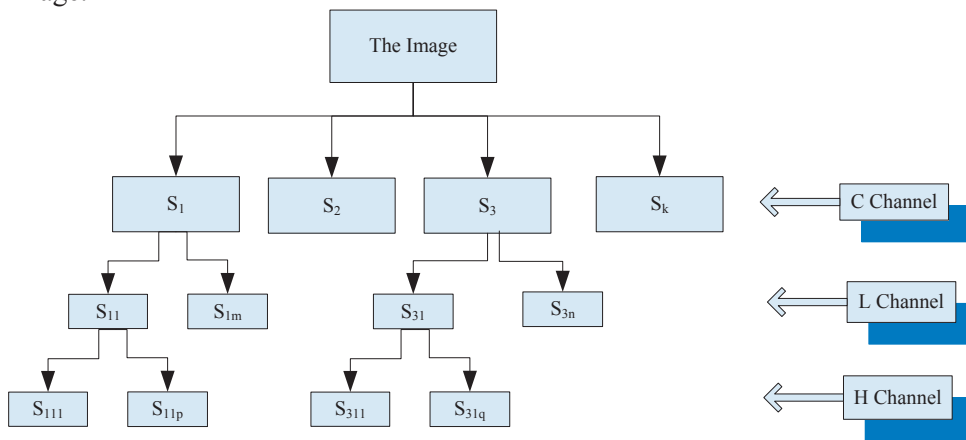 The Image
S₁ S₂ S₃ Sₖ C Channel
S₁₁ S₁ₘ S₃₁ S₃ₙ L Channel
S₁₁₁ S₁₁ₚ S₃₁₁ S₃₁q H Channel